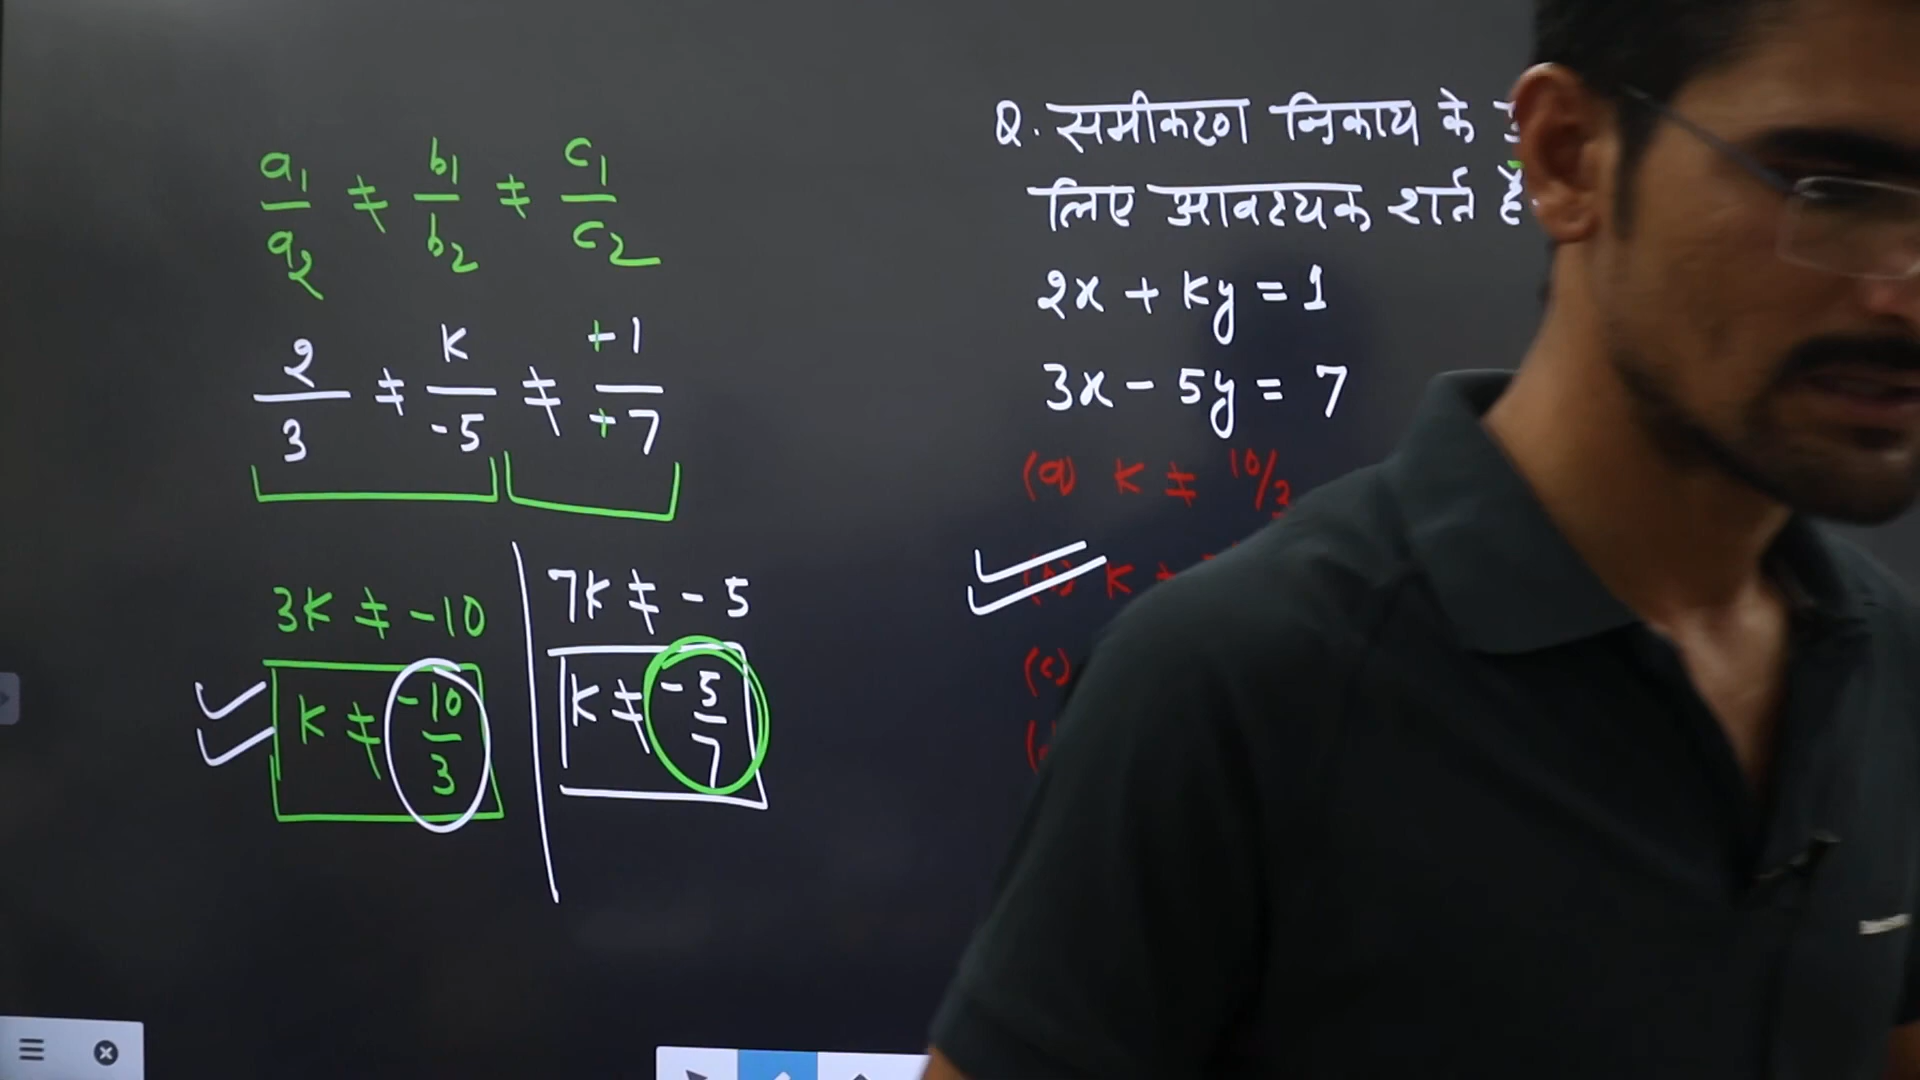 a₁/a₂ ≠ b₁/b₂ ≠ c₁/c₂
2/3 ≠ K/-5 ≠ +1/+7
3K ≠ -10
K ≠ -10/3
7K ≠ -5
K ≠ -5/7
Q. समीकरण निकाय के
लिए आवश्यक शर्त है
2x + Ky = 1
3x - 5y = 7
(a) K ≠ 10/3
(b) K ≠
(c)